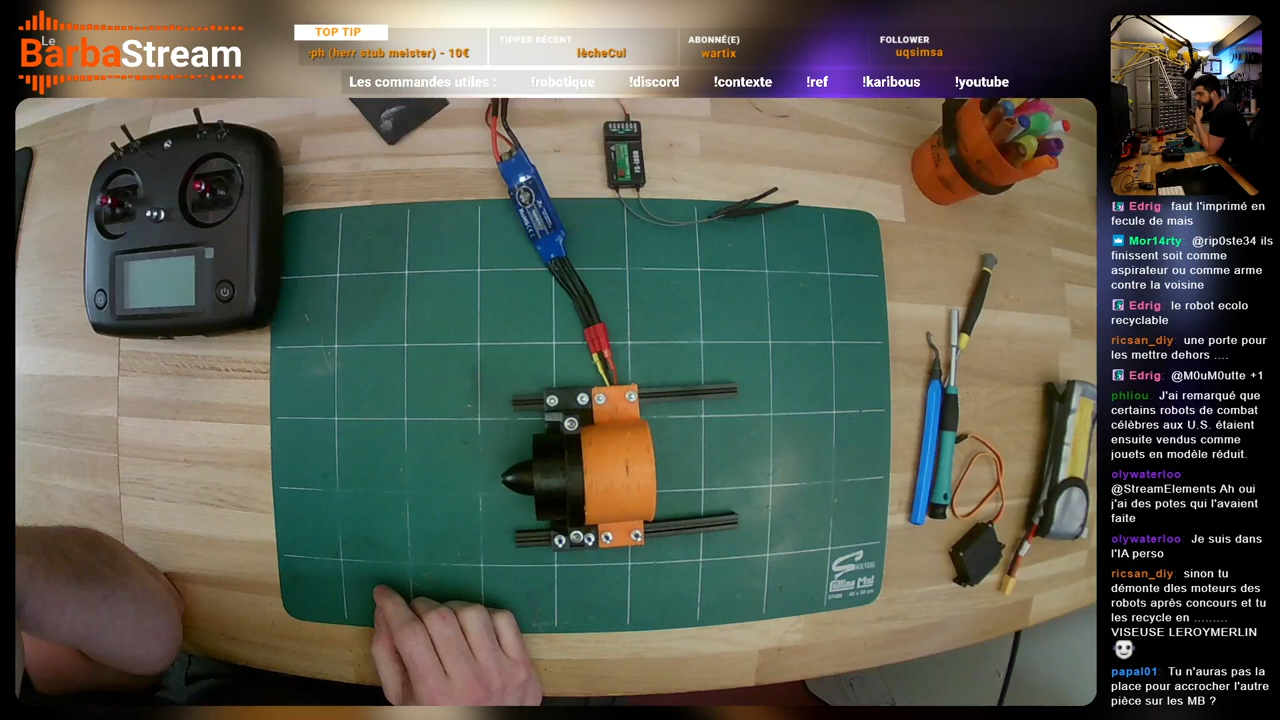 Le
BarbaStream
TOP TIP
ph (herr stub meister) - 10€
TIPPER RÉCENT
lècheCul
ABONNÉ(E)
wartix
FOLLOWER
uqsimsa
Les commandes utiles : !robotique !discord !contexte !ref !karibous !youtube
Edrig: faut l'imprimé en
fecule de mais
Mor14rty: @rip0ste34 ils
finissent soit comme
aspirateur ou comme arme
contre la voisine
Edrig: le robot ecolo
recyclable
ricsan_diy: une porte pour
les mettre dehors ....
Edrig: @M0uM0utte +1
phliou: J'ai remarqué que
certains robots de combat
célèbres aux U.S. étaient
ensuite vendus comme
jouets en modèle réduit.
olywaterloo:
@StreamElements Ah oui
j'ai des potes qui l'avaient
faite
olywaterloo: Je suis dans
l'IA perso
ricsan_diy: sinon tu
démonte dles moteurs des
robots après concours et tu
les recycle en .........
VISEUSE LEROYMERLIN
papal01: Tu n'auras pas la
place pour accrocher l'autre
pièce sur les MB ?
Cutting Mat